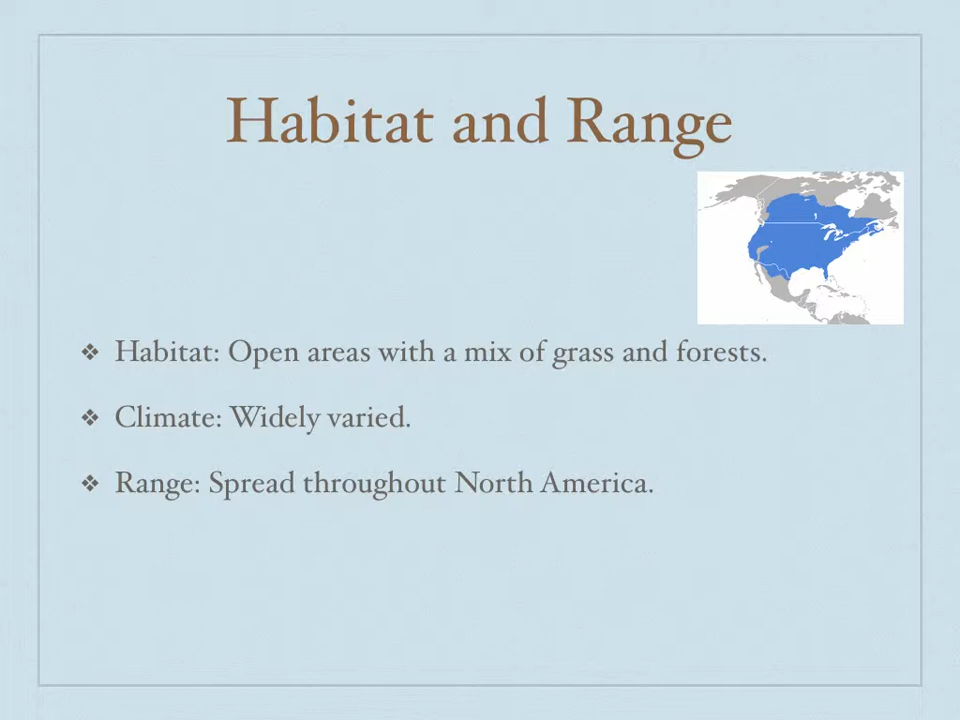 Habitat and Range
❖ Habitat: Open areas with a mix of grass and forests.
❖ Climate: Widely varied.
❖ Range: Spread throughout North America.